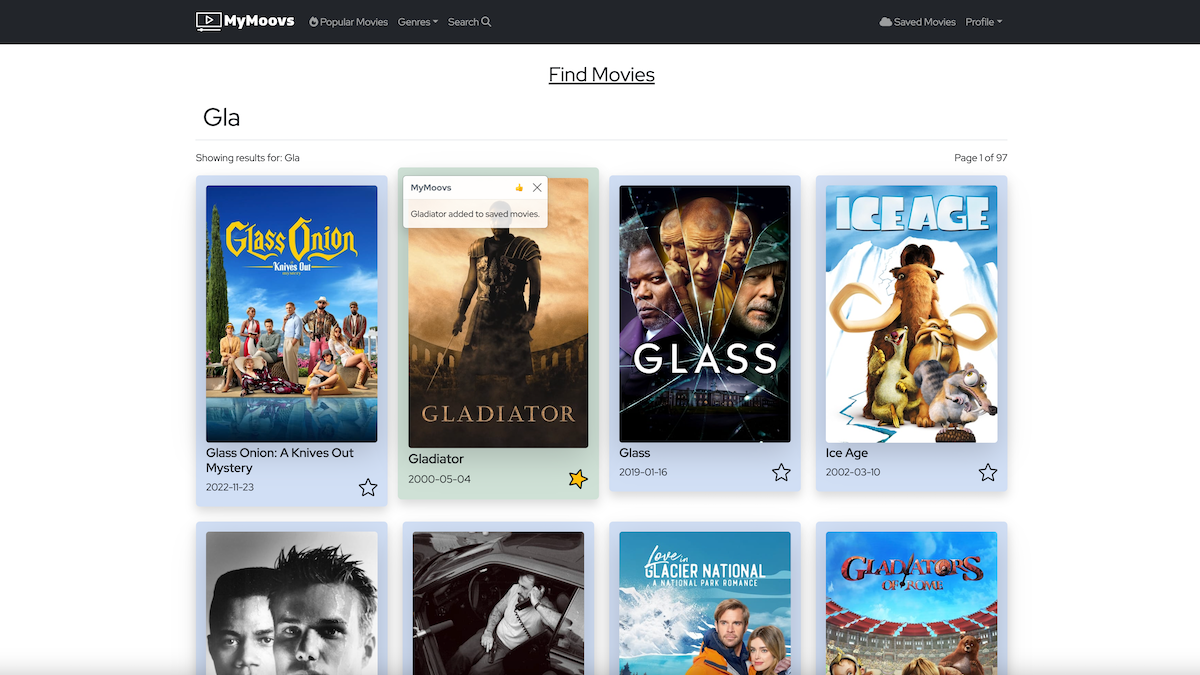 MyMoovs
Popular Movies
Genres
Search
Saved Movies
Profile
Find Movies
Gla
Showing results for: Gla
Page 1 of 97
Glass Onion
Knives Out
MyMoovs
Gladiator added to saved movies.
GLADIATOR
GLASS
ICE AGE
Glass Onion: A Knives Out
Mystery
2022-11-23
Gladiator
2000-05-04
Glass
2019-01-16
Ice Age
2002-03-10
Love in
GLACIER NATIONAL
A NATIONAL PARK ROMANCE
GLADIATORS
OF ROME